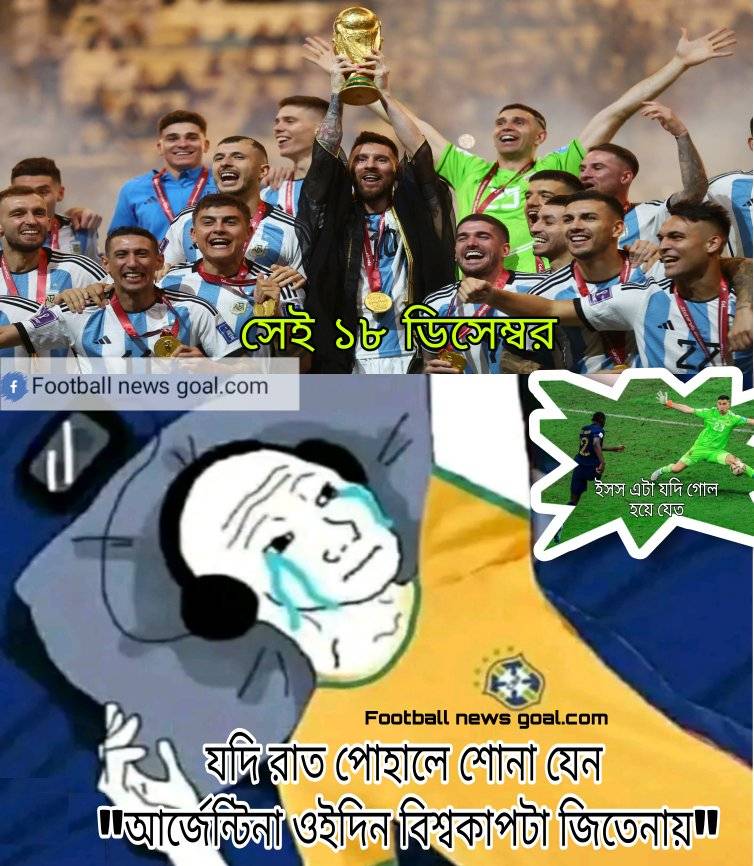 সেই ১৮ ডিসেম্বর
Football news goal.com
ইসস এটা যদি গোল
হয়ে যেত
Football news goal.com
যদি রাত পোহালে শোনা যেন
"আর্জেন্টিনা ওইদিন বিশ্বকাপটা জিতেনায়"